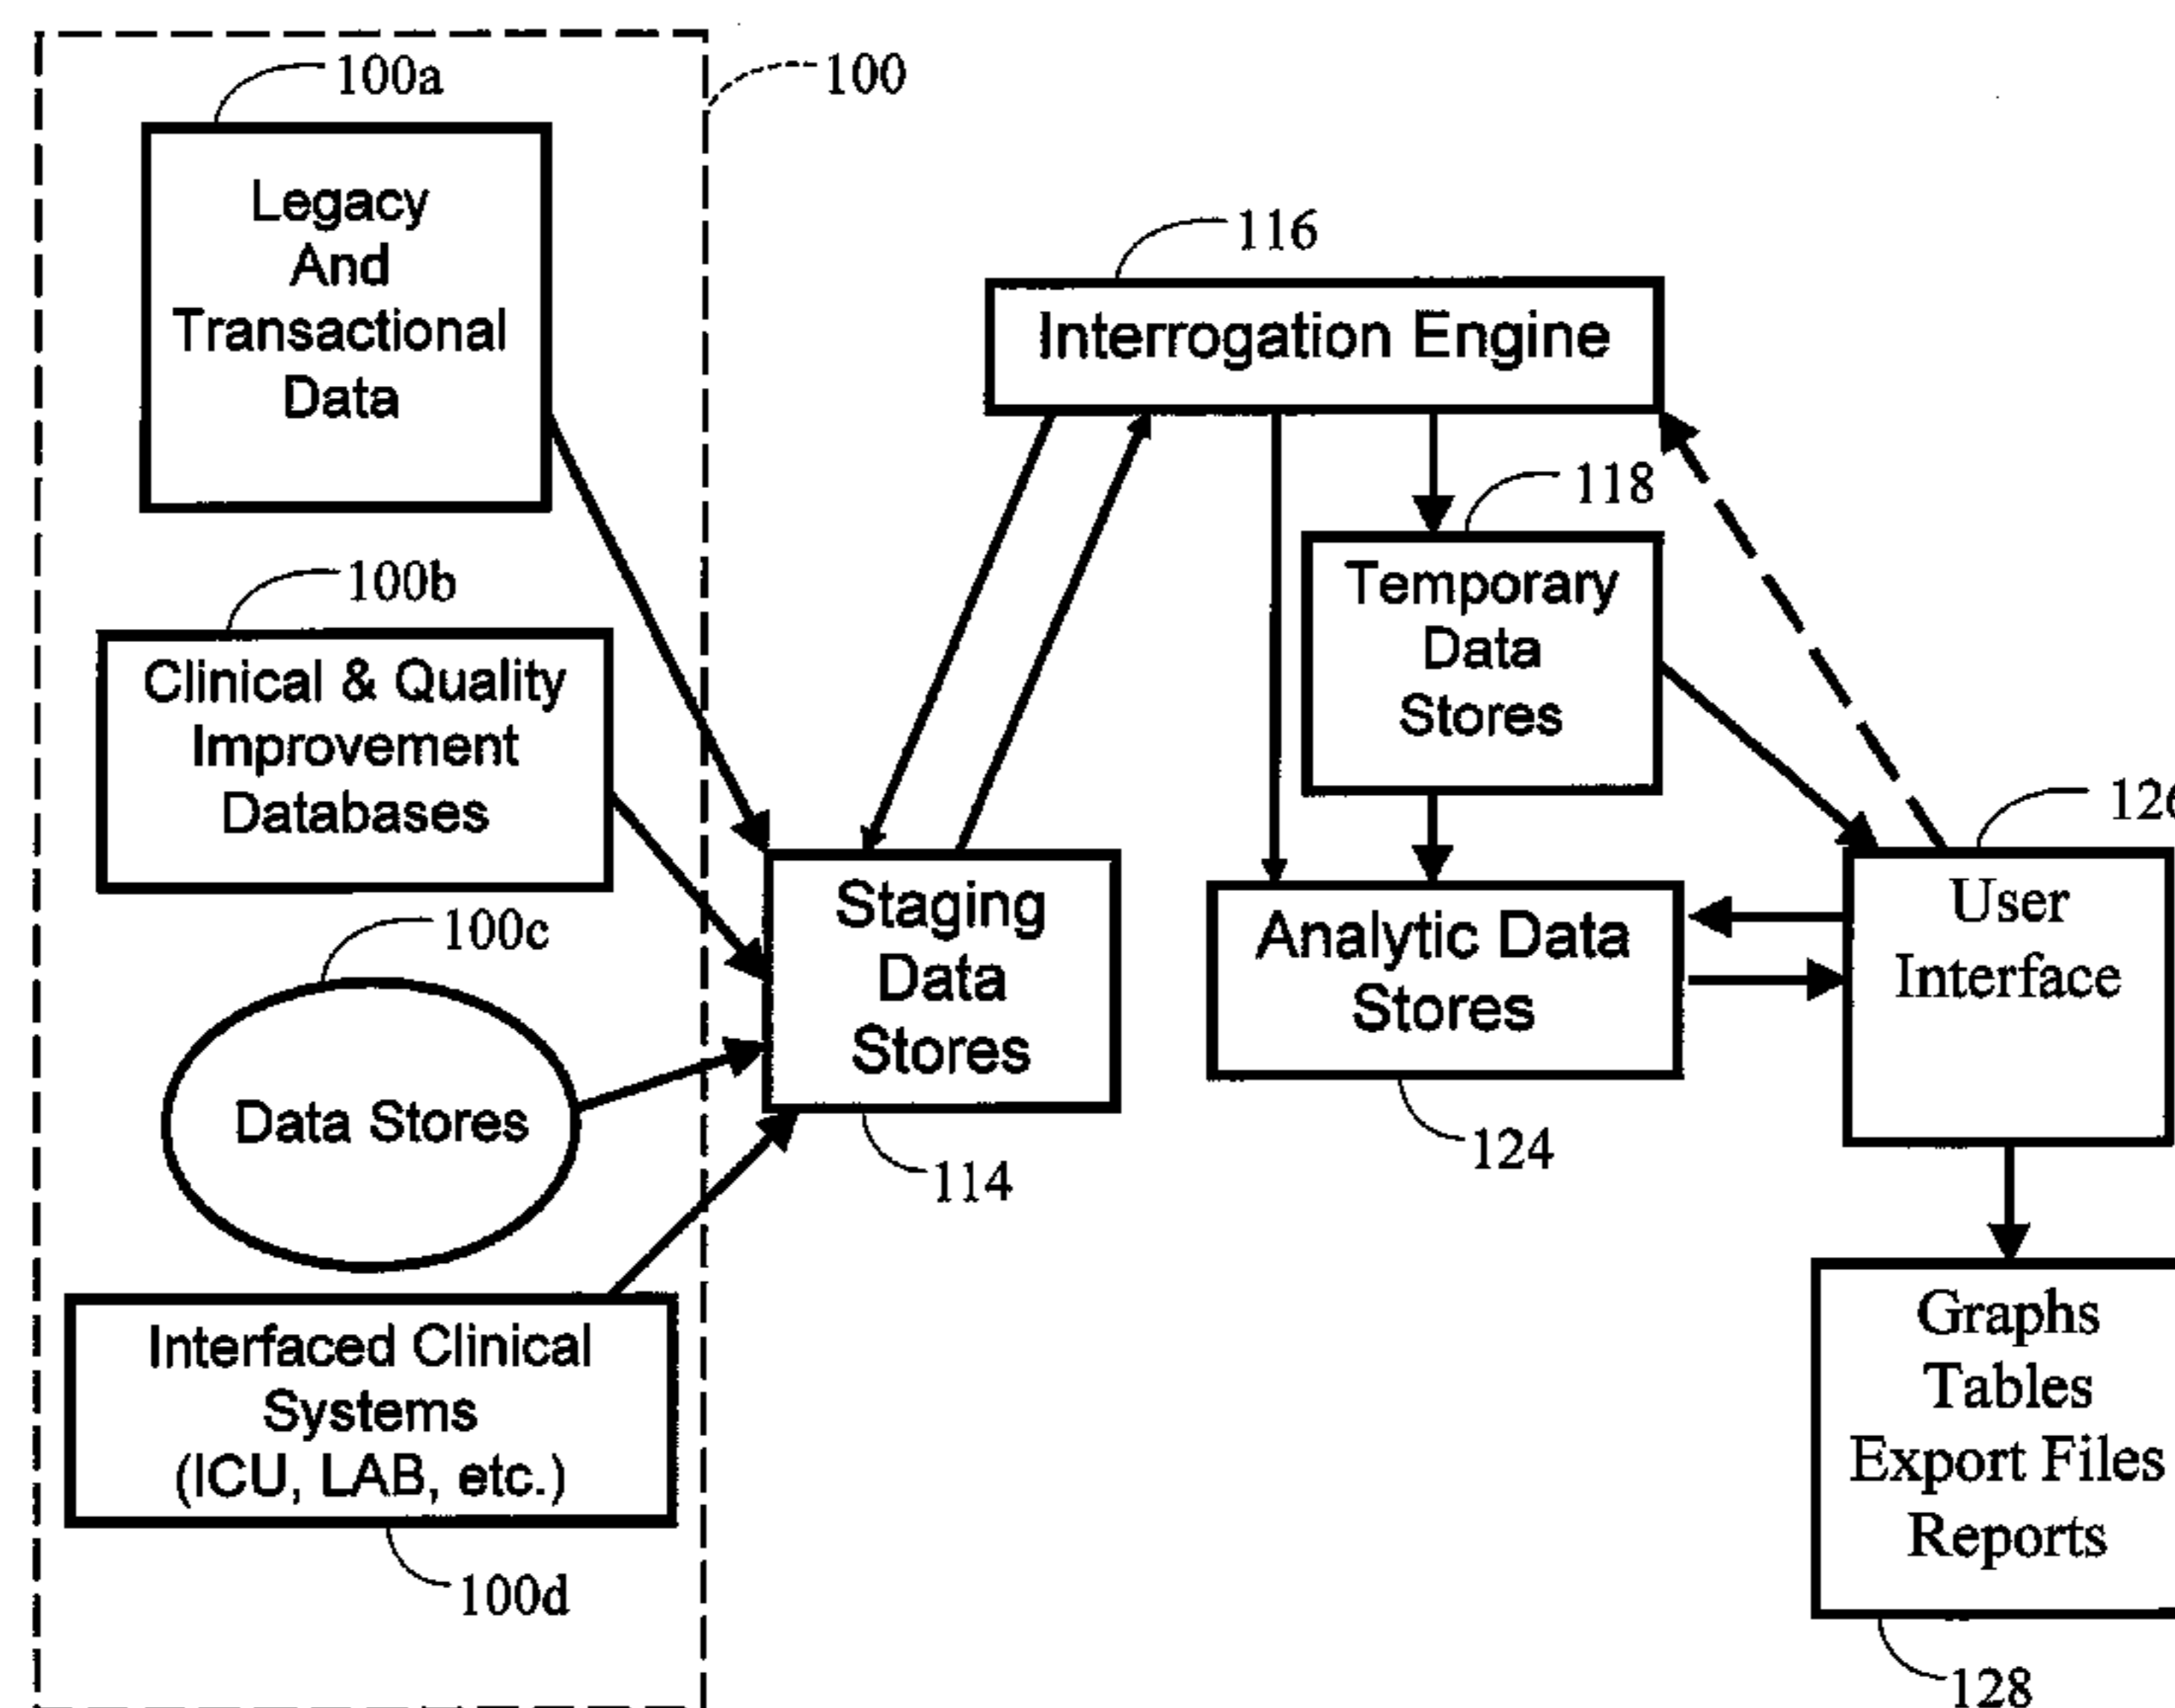 100a
100
Legacy
And
Transactional
Data
116
Interrogation Engine
118
Temporary
Data
Stores
100b
Clinical & Quality
Improvement
Databases
100c
Data Stores
Staging
Data
Stores
114
Analytic Data
Stores
124
User
Interface
Interfaced Clinical
Systems
(ICU, LAB, etc.)
100d
Graphs
Tables
Export Files
Reports
128